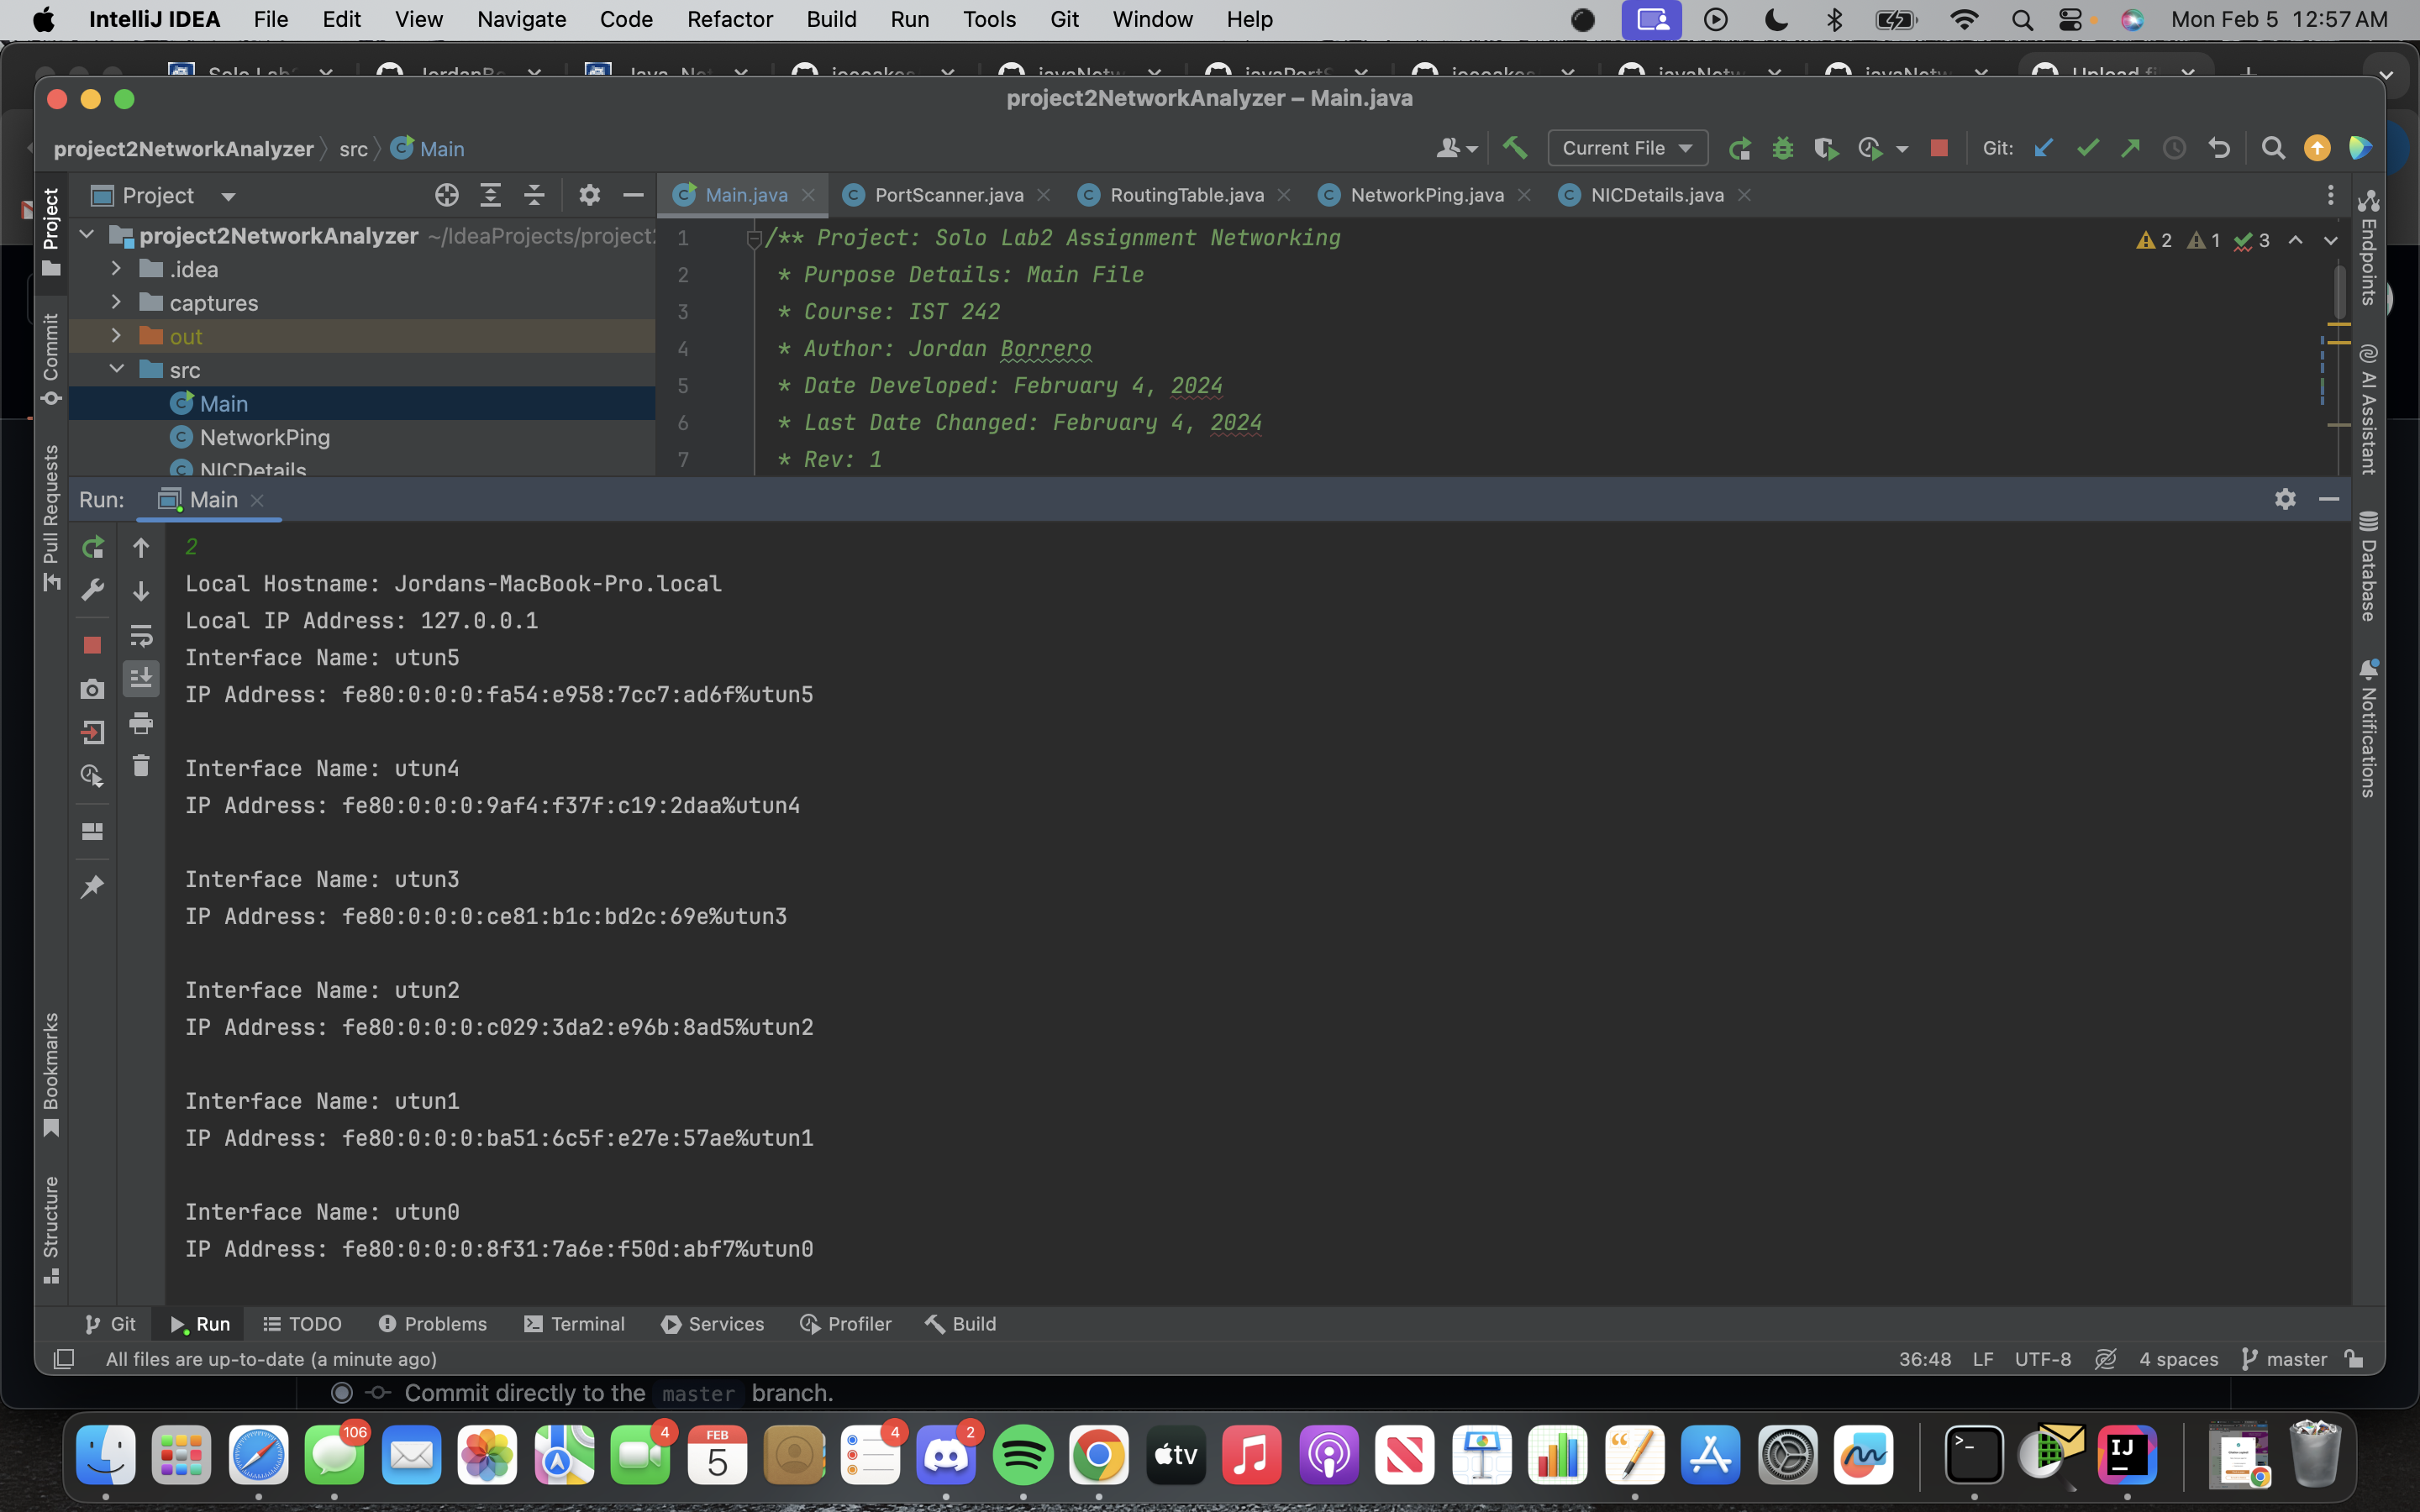 IntelliJ IDEA File Edit View Navigate Code Refactor Build Run Tools Git Window Help Mon Feb 5 12:57 AM
project2NetworkAnalyzer – Main.java
project2NetworkAnalyzer src Main
Current File
Git:
Project
Main.java PortScanner.java RoutingTable.java NetworkPing.java NICDetails.java
project2NetworkAnalyzer ~/IdeaProjects/project
.idea
captures
out
src
Main
NetworkPing
NICDetails
1 /** Project: Solo Lab2 Assignment Networking
2 * Purpose Details: Main File
3 * Course: IST 242
4 * Author: Jordan Borrero
5 * Date Developed: February 4, 2024
6 * Last Date Changed: February 4, 2024
7 * Rev: 1
2 1 3
Project
Commit
Pull Requests
Bookmarks
Structure
Endpoints
AI Assistant
Database
Notifications
Run: Main
2
Local Hostname: Jordans-MacBook-Pro.local
Local IP Address: 127.0.0.1
Interface Name: utun5
IP Address: fe80:0:0:0:fa54:e958:7cc7:ad6f%utun5
Interface Name: utun4
IP Address: fe80:0:0:0:9af4:f37f:c19:2daa%utun4
Interface Name: utun3
IP Address: fe80:0:0:0:ce81:b1c:bd2c:69e%utun3
Interface Name: utun2
IP Address: fe80:0:0:0:c029:3da2:e96b:8ad5%utun2
Interface Name: utun1
IP Address: fe80:0:0:0:ba51:6c5f:e27e:57ae%utun1
Interface Name: utun0
IP Address: fe80:0:0:0:8f31:7a6e:f50d:abf7%utun0
Git Run TODO Problems Terminal Services Profiler Build
All files are up-to-date (a minute ago)
36:48 LF UTF-8 4 spaces master
Commit directly to the master branch.
106
4
FEB
5
4
2
tv
IJ